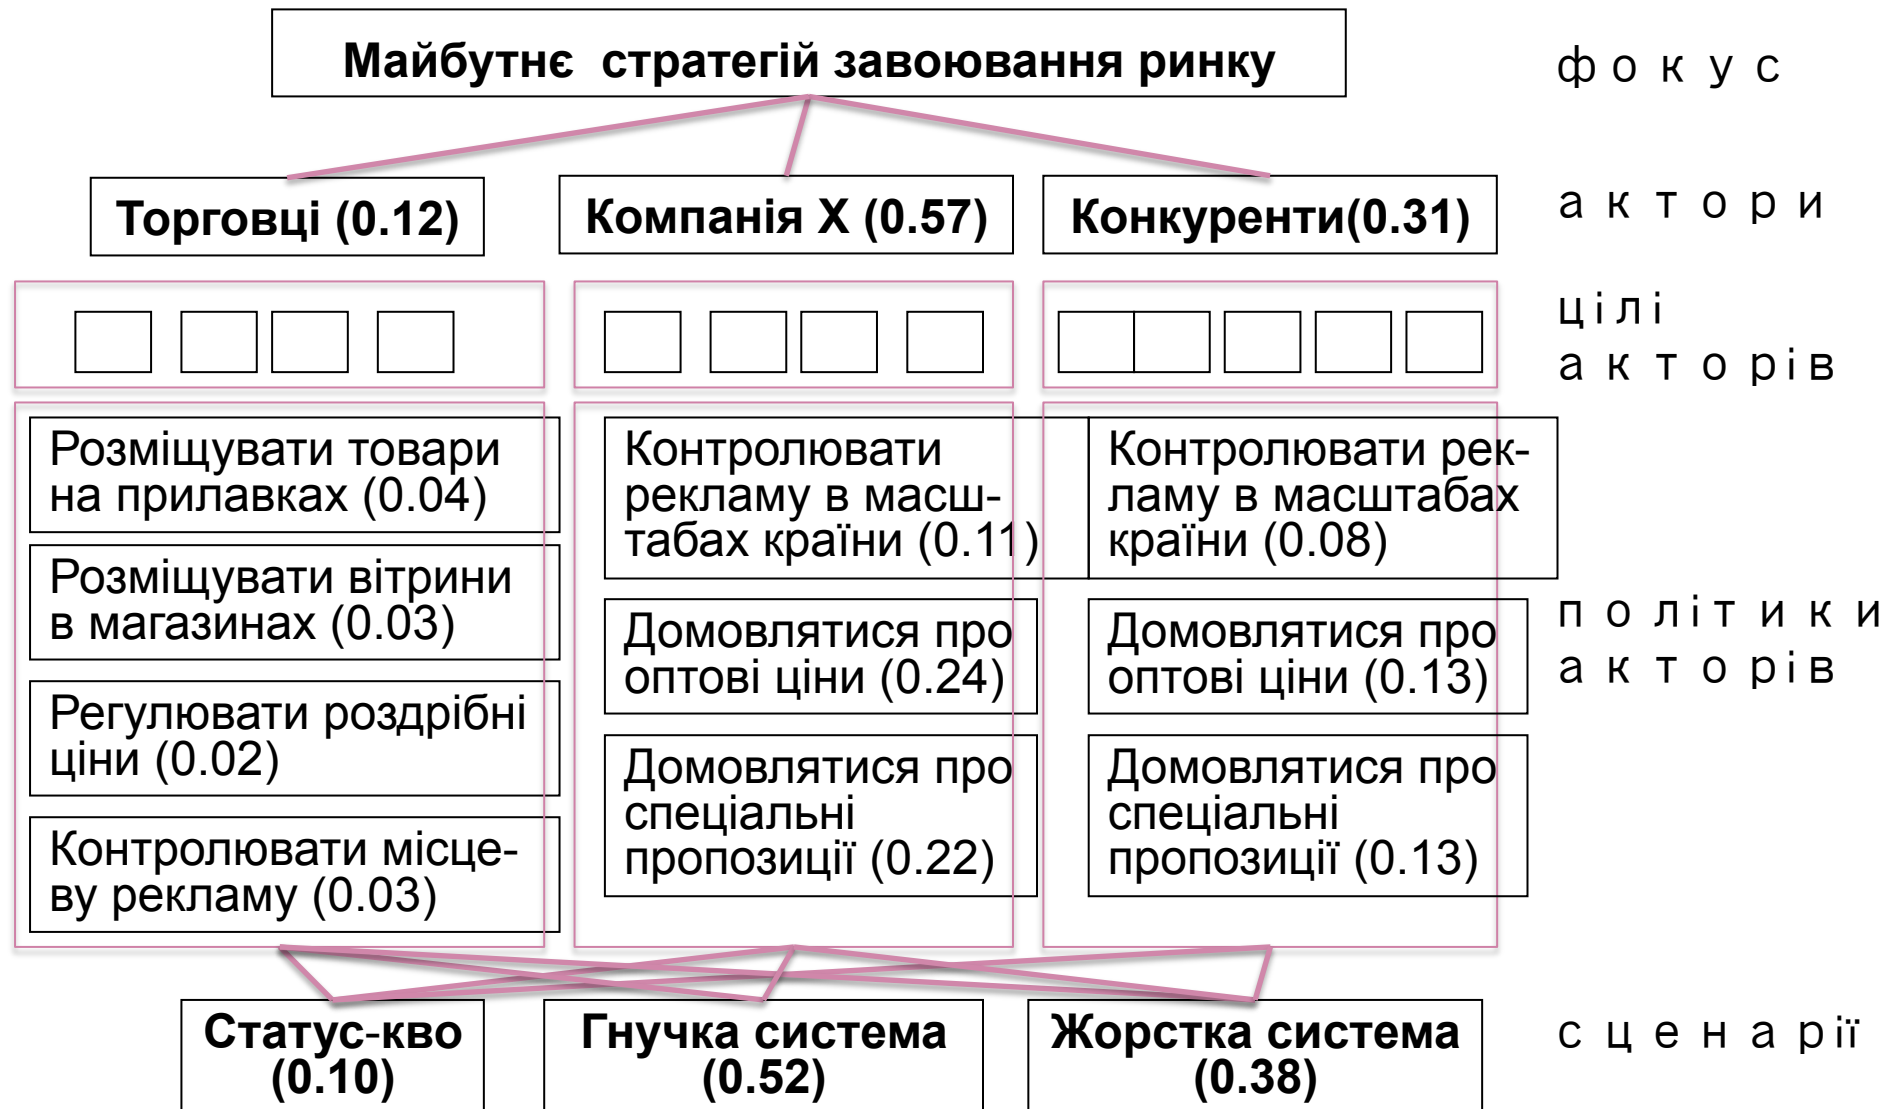 Майбутнє стратегій завоювання ринку
фокус
Торговці (0.12)
Компанія X (0.57)
Конкуренти(0.31)
актори
цілі
акторів
Розміщувати товари
на прилавках (0.04)
Розміщувати вітрини
в магазинах (0.03)
Регулювати роздрібні
ціни (0.02)
Контролювати місце-
ву рекламу (0.03)
Контролювати
рекламу в масш-
табах країни (0.11)
Домовлятися про
оптові ціни (0.24)
Домовлятися про
спеціальні
пропозиції (0.22)
Контролювати рек-
ламу в масштабах
країни (0.08)
Домовлятися про
оптові ціни (0.13)
Домовлятися про
спеціальні
пропозиції (0.13)
політики
акторів
Статус-кво
(0.10)
Гнучка система
(0.52)
Жорстка система
(0.38)
сценарії